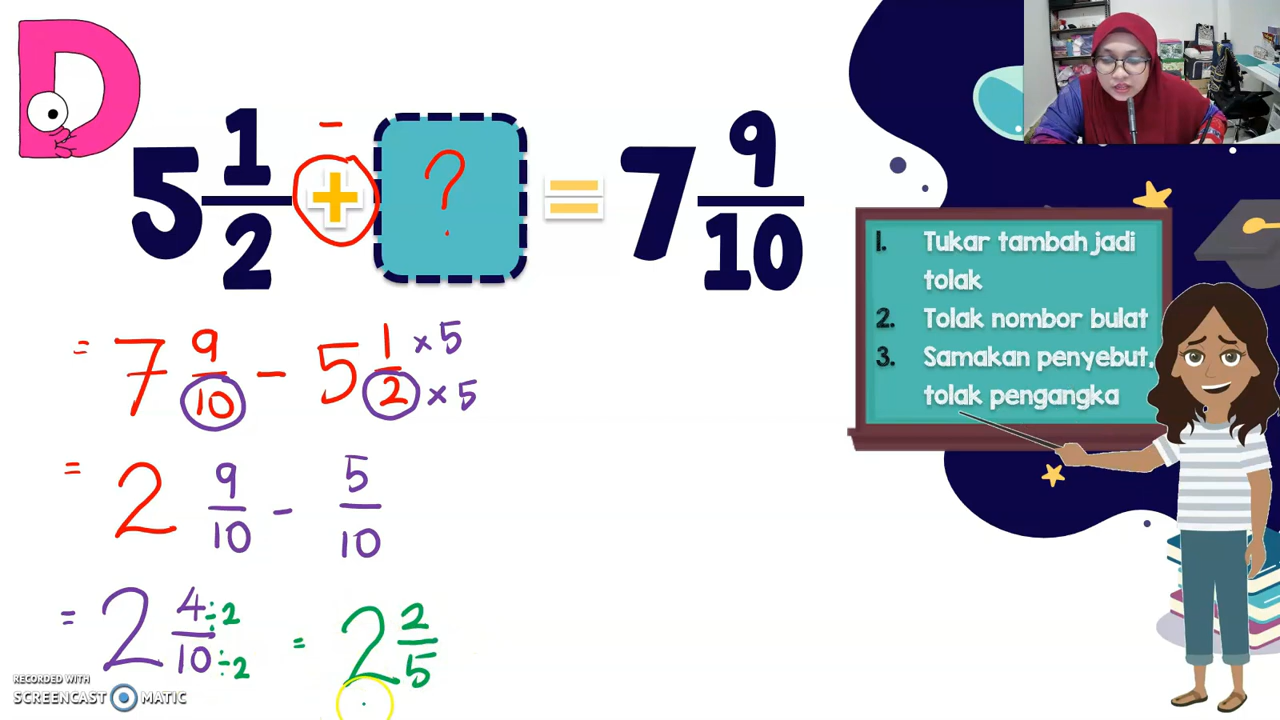 D
5 1/2 + ? = 7 9/10
-
= 7 9/10 - 5 1/2 × 5 × 5
= 2 9/10 - 5/10
= 2 4/10 ÷2 ÷2 = 2 2/5
1. Tukar tambah jadi
tolak
2. Tolak nombor bulat
3. Samakan penyebut,
tolak pengangka
RECORDED WITH
SCREENCAST MATIC